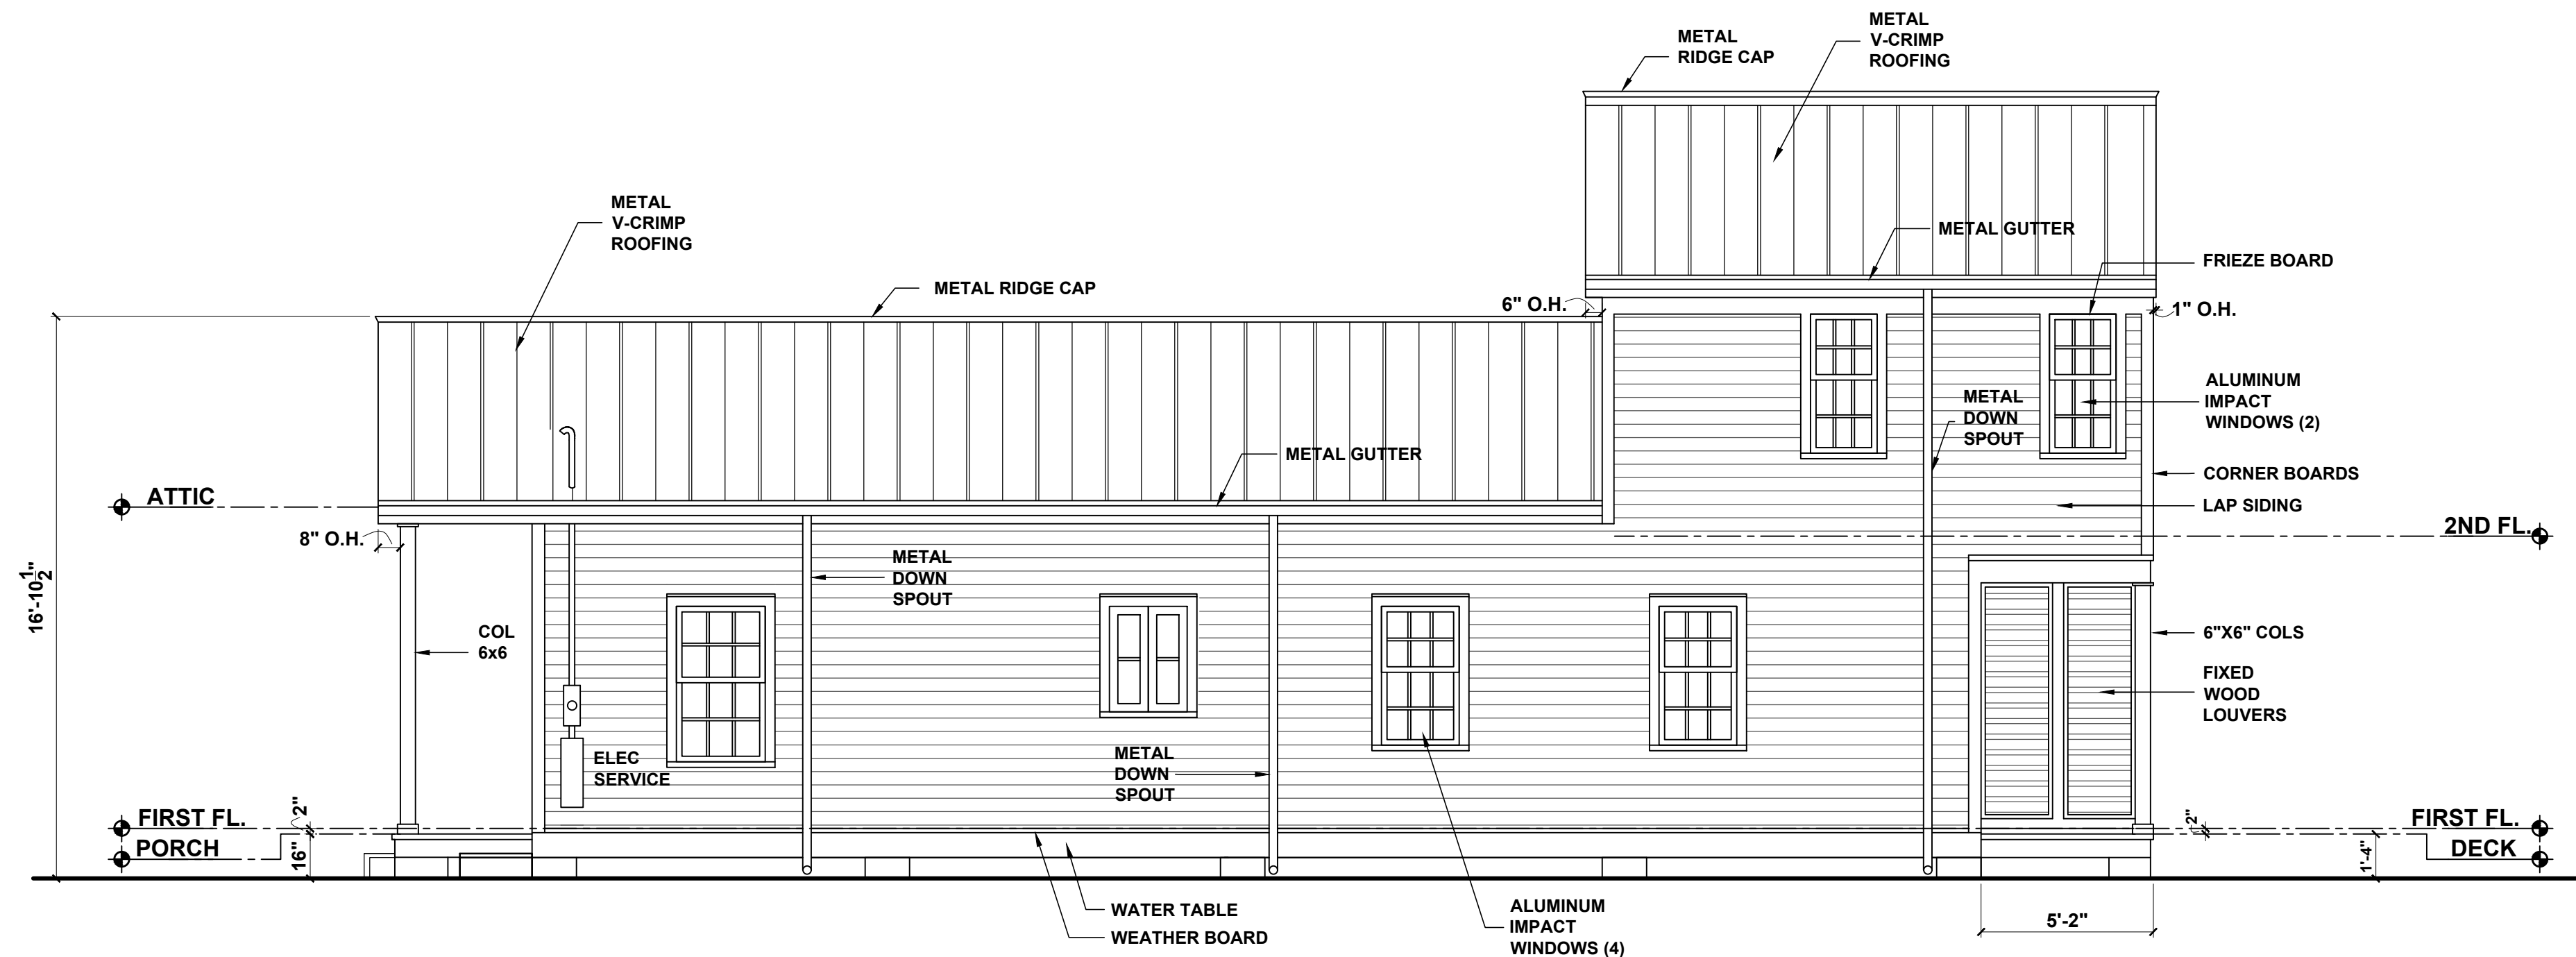 METAL
RIDGE CAP
METAL
V-CRIMP
ROOFING
METAL
V-CRIMP
ROOFING
METAL GUTTER
FRIEZE BOARD
METAL RIDGE CAP
6" O.H.
1" O.H.
ALUMINUM
IMPACT
WINDOWS (2)
METAL
DOWN
SPOUT
METAL GUTTER
CORNER BOARDS
LAP SIDING
ATTIC
8" O.H.
2ND FL.
16'-10 1/2"
METAL
DOWN
SPOUT
COL
6x6
6"X6" COLS
FIXED
WOOD
LOUVERS
ELEC
SERVICE
METAL
DOWN
SPOUT
FIRST FL.
2"
PORCH
16"
2"
FIRST FL.
DECK
1'-4"
WATER TABLE
WEATHER BOARD
ALUMINUM
IMPACT
WINDOWS (4)
5'-2"